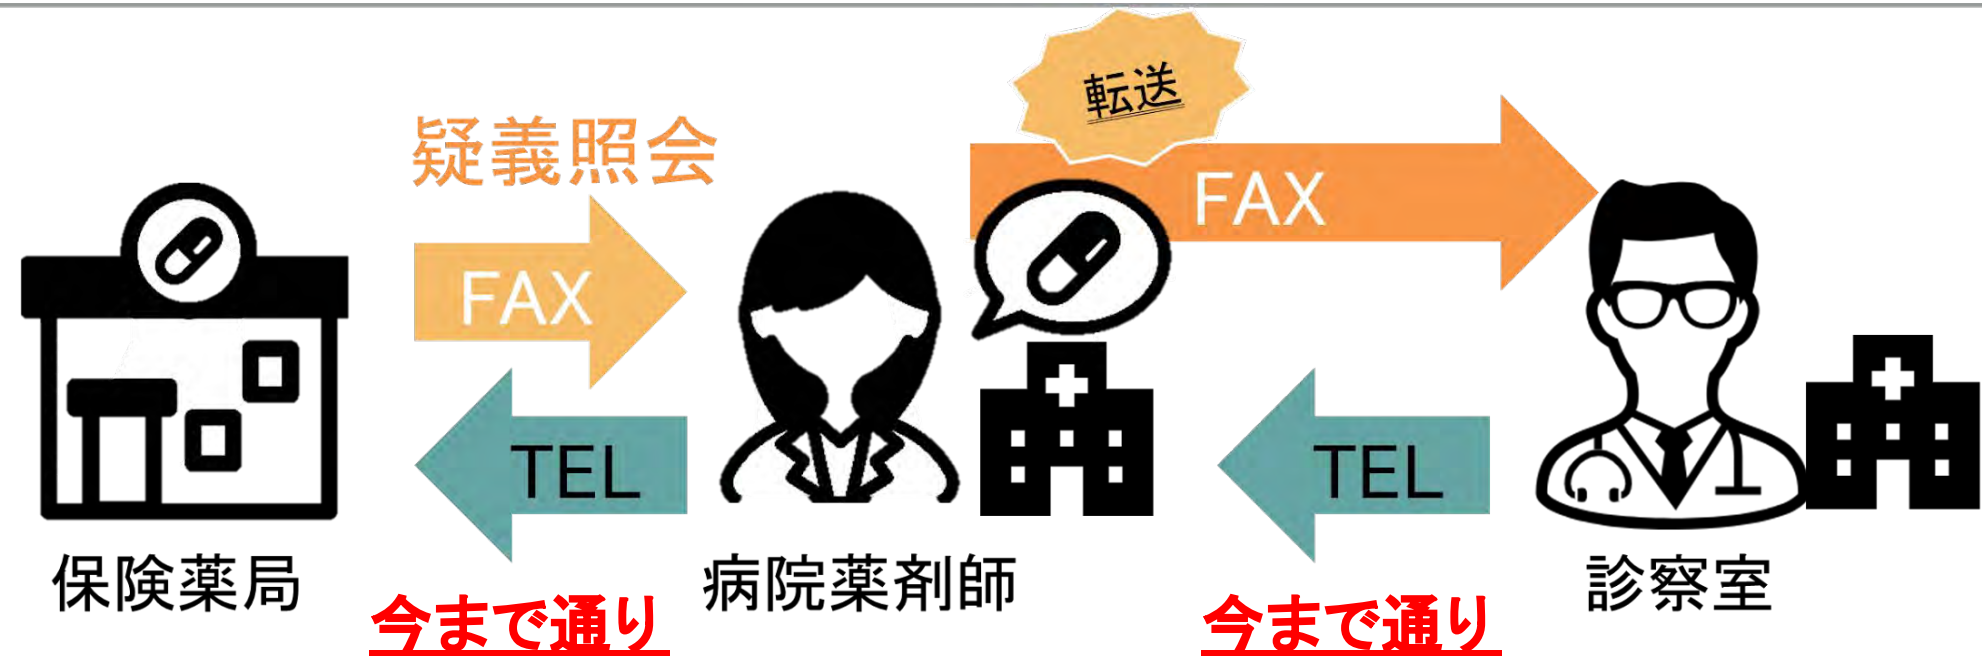 転送
疑義照会
FAX
FAX
TEL
TEL
保険薬局
病院薬剤師
診察室
今まで通り
今まで通り